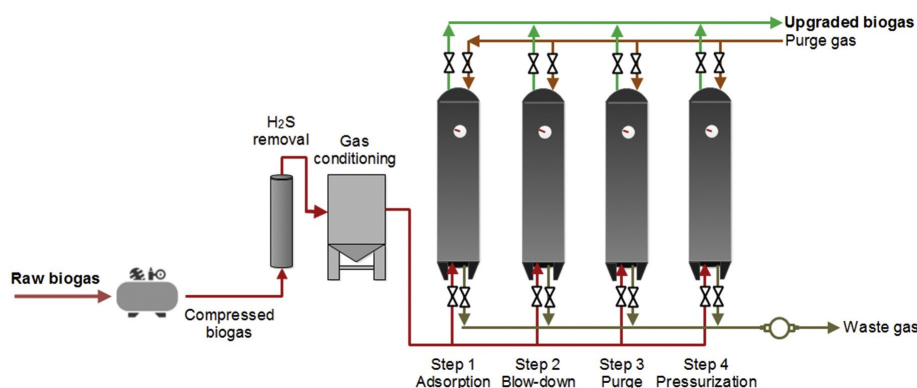 Upgraded biogas
Purge gas
H₂S
removal
Gas
conditioning
Raw biogas
Compressed
biogas
Waste gas
Step 1
Adsorption
Step 2
Blow-down
Step 3
Purge
Step 4
Pressurization